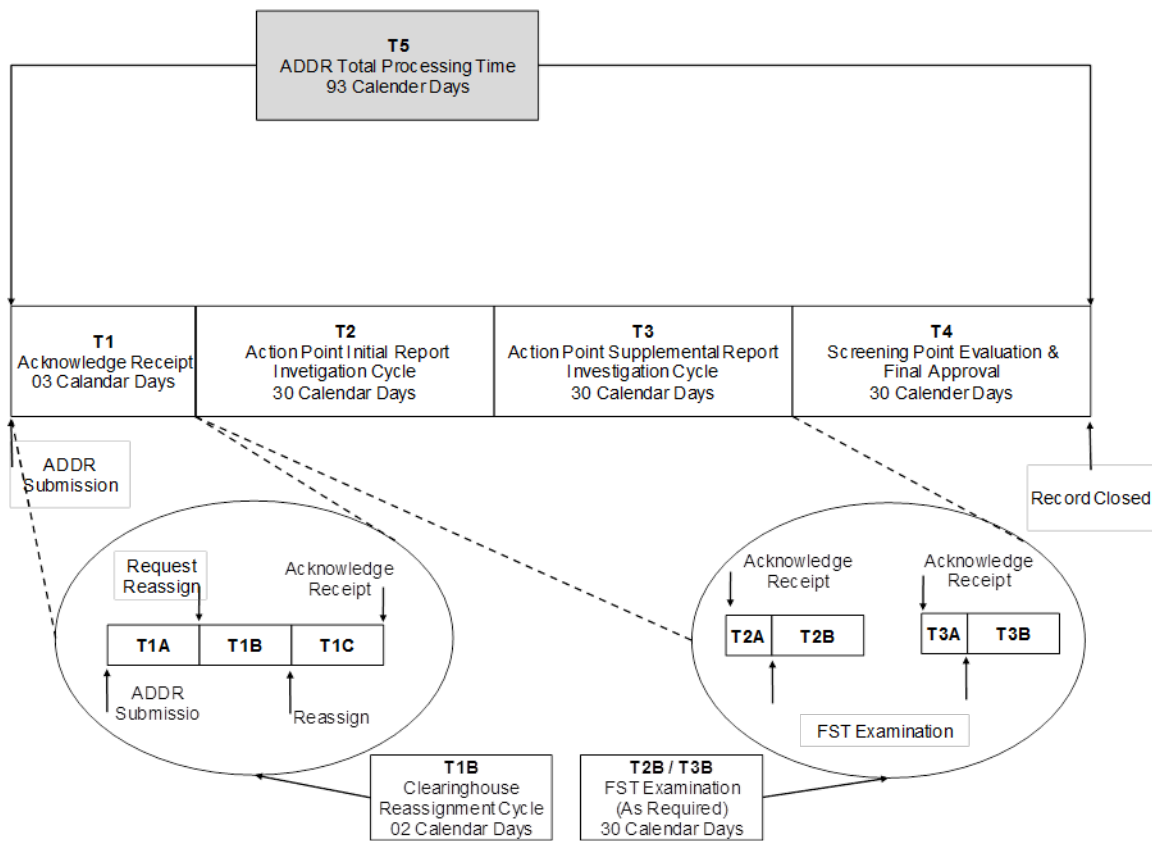 T5
ADDR Total Processing Time
93 Calender Days
T1
Acknowledge Receipt
03 Calandar Days
T2
Action Point Initial Report
Invetigation Cycle
30 Calendar Days
T3
Action Point Supplemental Report
Investigation Cycle
30 Calendar Days
T4
Screening Point Evaluation &
Final Approval
30 Calender Days
ADDR
Submission
Record Closed
Request
Reassign
Acknowledge
Receipt
T1A
T1B
T1C
ADDR
Submissio
Reassign
Acknowledge
Receipt
Acknowledge
Receipt
T2A
T2B
T3A
T3B
FST Examination
T1B
Clearinghouse
Reassignment Cycle
02 Calendar Days
T2B / T3B
FST Examination
(As Required)
30 Calendar Days